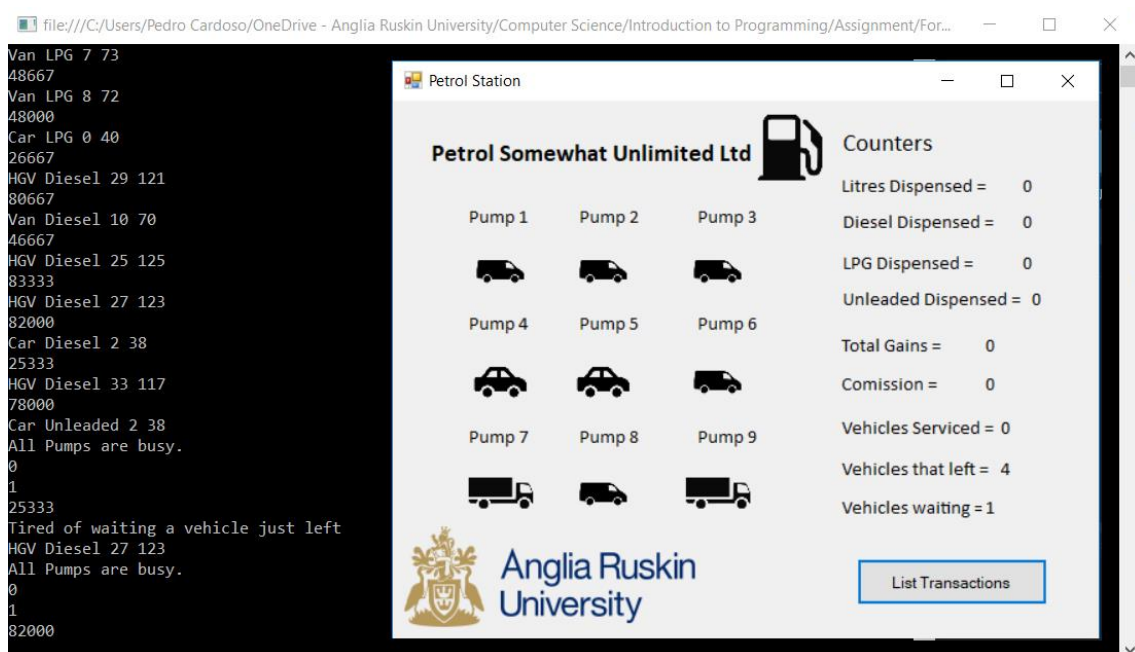 file:///C:/Users/Pedro Cardoso/OneDrive - Anglia Ruskin University/Computer Science/Introduction to Programming/Assignment/For...
Van LPG 7 73
48667
Van LPG 8 72
48000
Car LPG 0 40
26667
HGV Diesel 29 121
80667
Van Diesel 10 70
46667
HGV Diesel 25 125
83333
HGV Diesel 27 123
82000
Car Diesel 2 38
25333
HGV Diesel 33 117
78000
Car Unleaded 2 38
All Pumps are busy.
0
1
25333
Tired of waiting a vehicle just left
HGV Diesel 27 123
All Pumps are busy.
0
1
82000
Petrol Station
Petrol Somewhat Unlimited Ltd
Pump 1 Pump 2 Pump 3
Pump 4 Pump 5 Pump 6
Pump 7 Pump 8 Pump 9
Anglia Ruskin
University
Counters
Litres Dispensed = 0
Diesel Dispensed = 0
LPG Dispensed = 0
Unleaded Dispensed = 0
Total Gains = 0
Comission = 0
Vehicles Serviced = 0
Vehicles that left = 4
Vehicles waiting = 1
List Transactions